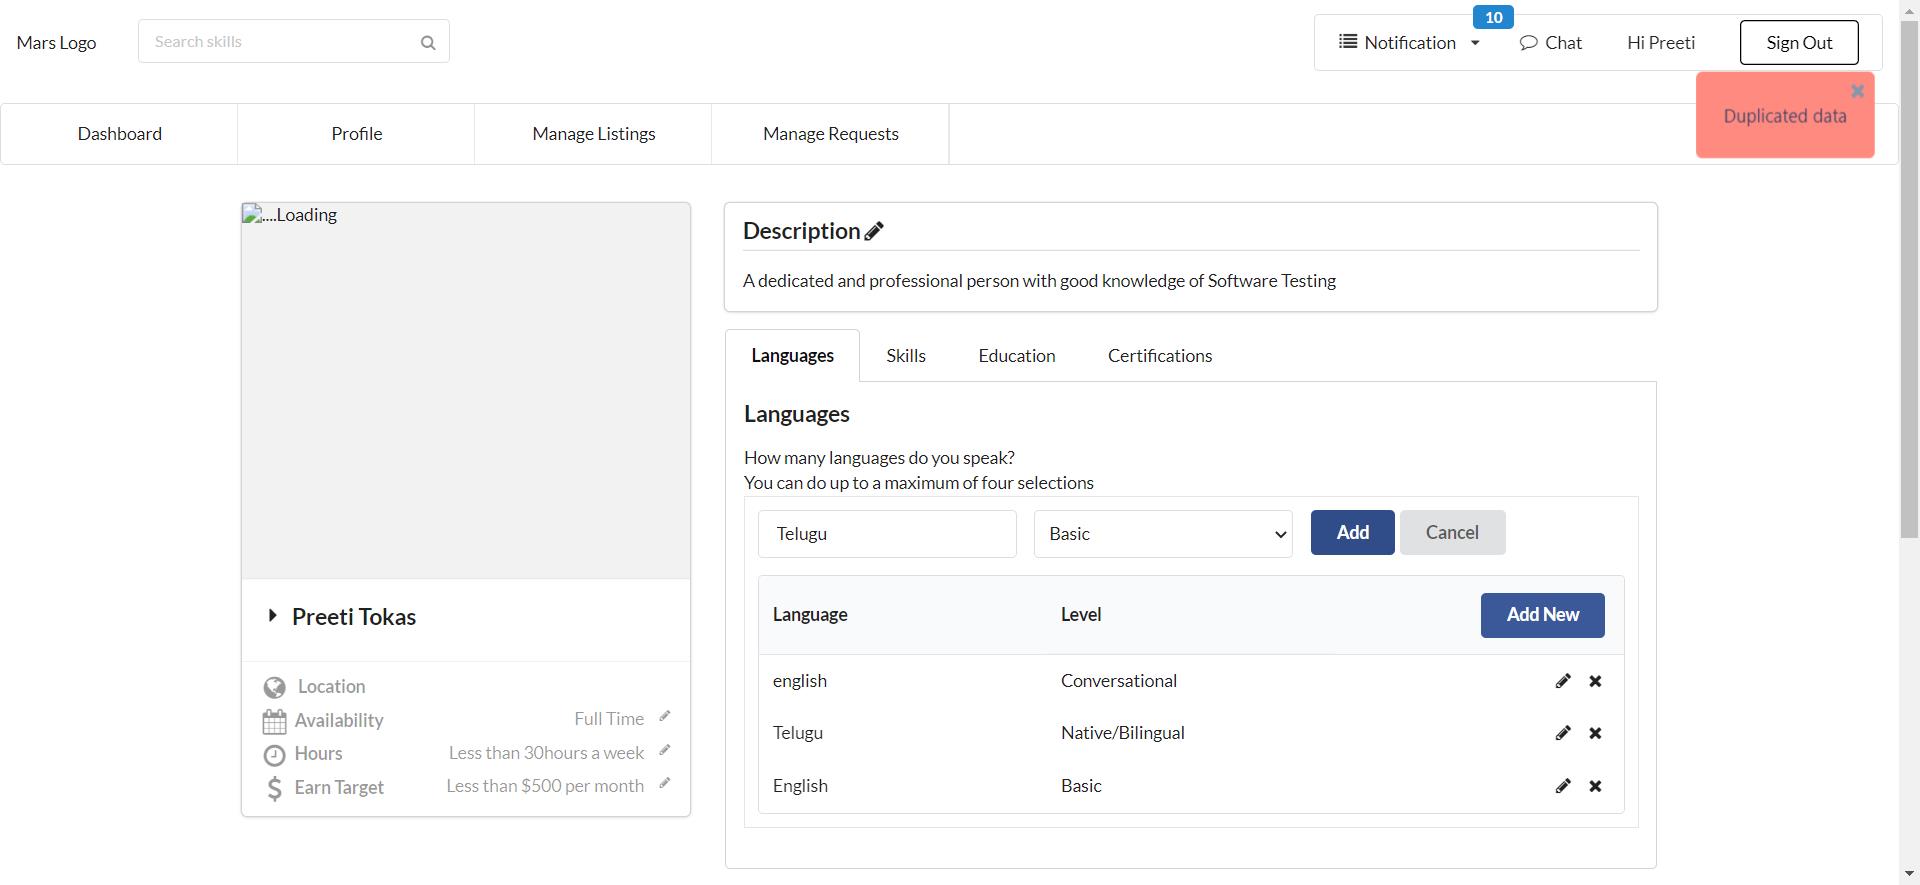 Mars Logo
Search skills
Notification
10
Chat
Hi Preeti
Sign Out
Duplicated data
Dashboard
Profile
Manage Listings
Manage Requests
....Loading
Preeti Tokas
Location
Availability
Full Time
Hours
Less than 30hours a week
Earn Target
Less than $500 per month
Description
A dedicated and professional person with good knowledge of Software Testing
Languages
Skills
Education
Certifications
Languages
How many languages do you speak?
You can do up to a maximum of four selections
Telugu
Basic
Add
Cancel
Language
Level
Add New
english
Conversational
Telugu
Native/Bilingual
English
Basic